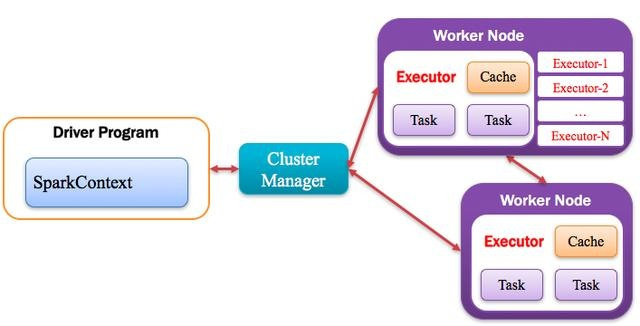 Driver Program
SparkContext
Cluster
Manager
Worker Node
Executor
Cache
Task
Task
Executor-1
Executor-2
...
Executor-N
Worker Node
Executor
Cache
Task
Task